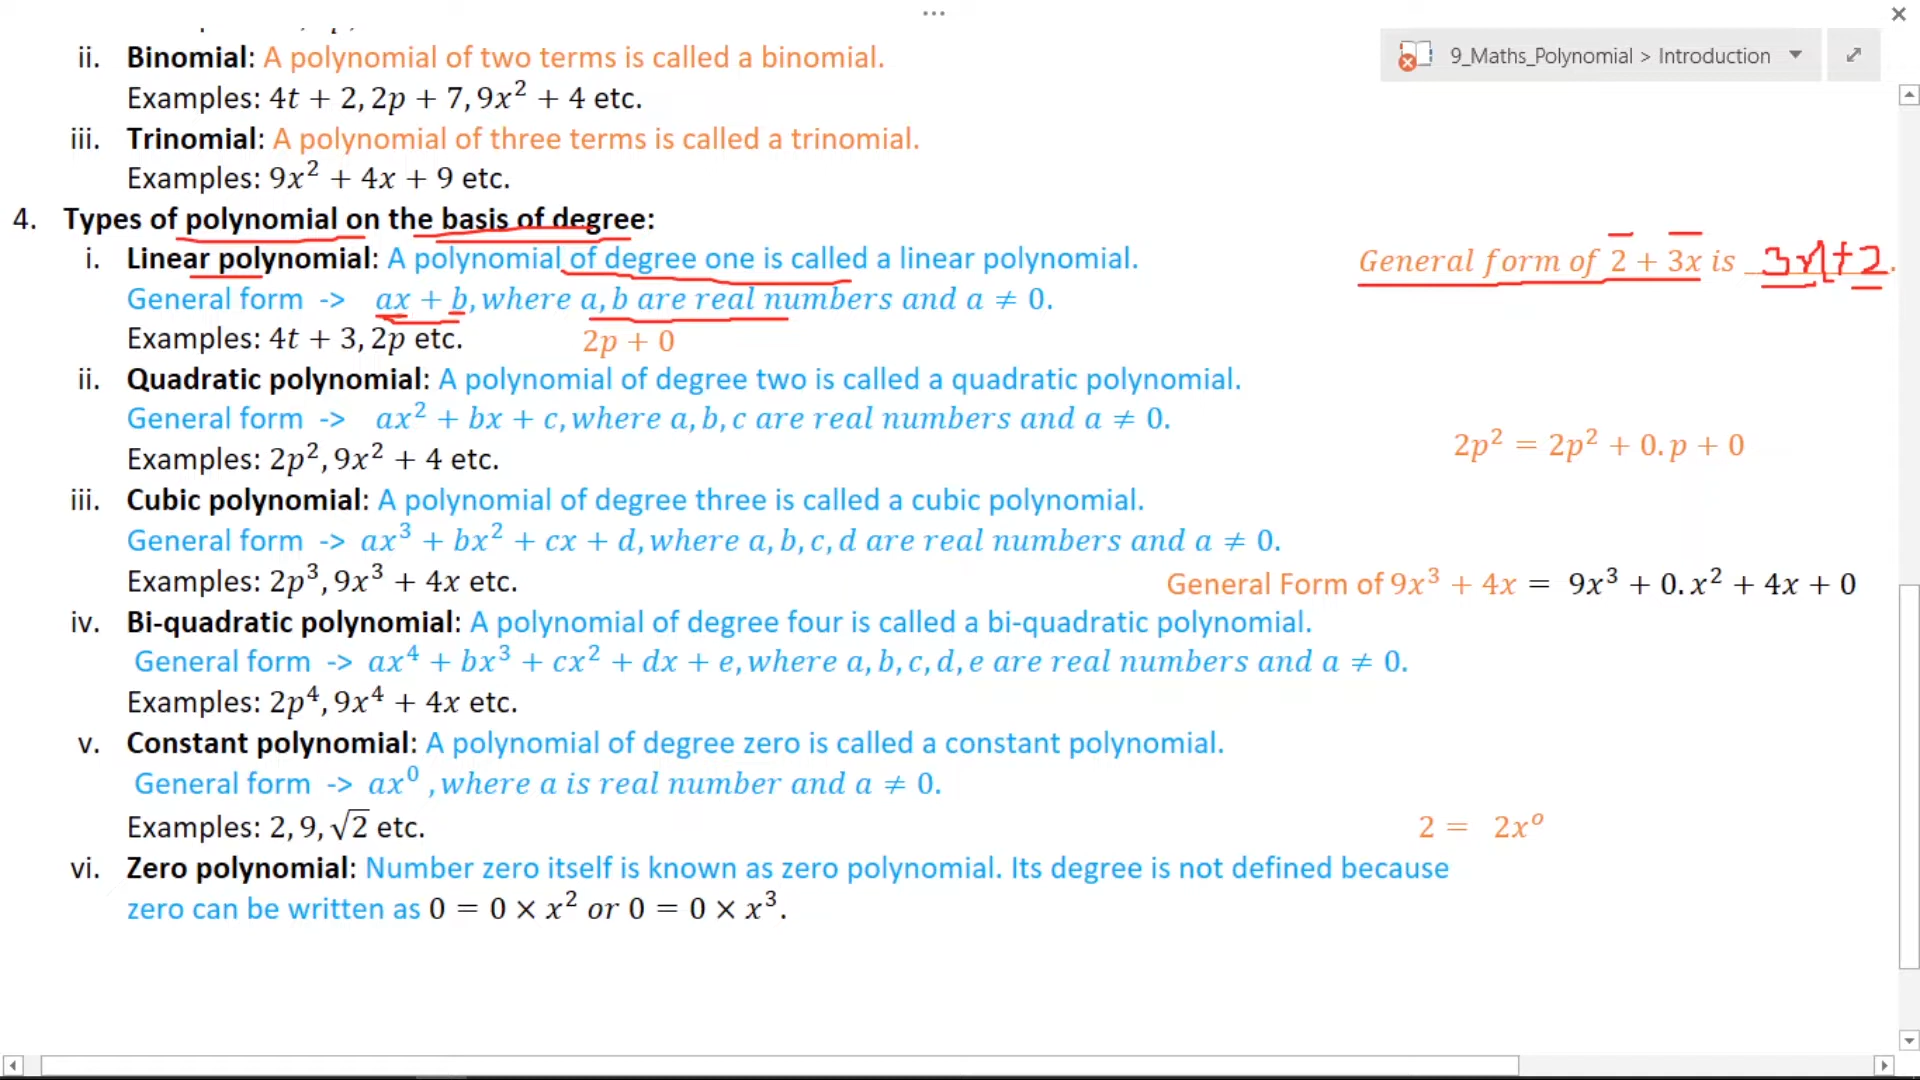 ii. Binomial: A polynomial of two terms is called a binomial.
9_Maths_Polynomial > Introduction
Examples: 4t + 2, 2p + 7, 9x² + 4 etc.
iii. Trinomial: A polynomial of three terms is called a trinomial.
Examples: 9x² + 4x + 9 etc.
4. Types of polynomial on the basis of degree:
i. Linear polynomial: A polynomial of degree one is called a linear polynomial.
General form of 2 + 3x is 3x + 2.
General form -> ax + b, where a, b are real numbers and a ≠ 0.
Examples: 4t + 3, 2p etc.
2p + 0
ii. Quadratic polynomial: A polynomial of degree two is called a quadratic polynomial.
General form -> ax² + bx + c, where a, b, c are real numbers and a ≠ 0.
2p² = 2p² + 0.p + 0
Examples: 2p², 9x² + 4 etc.
iii. Cubic polynomial: A polynomial of degree three is called a cubic polynomial.
General form -> ax³ + bx² + cx + d, where a, b, c, d are real numbers and a ≠ 0.
Examples: 2p³, 9x³ + 4x etc.
General Form of 9x³ + 4x = 9x³ + 0.x² + 4x + 0
iv. Bi-quadratic polynomial: A polynomial of degree four is called a bi-quadratic polynomial.
General form -> ax⁴ + bx³ + cx² + dx + e, where a, b, c, d, e are real numbers and a ≠ 0.
Examples: 2p⁴, 9x⁴ + 4x etc.
v. Constant polynomial: A polynomial of degree zero is called a constant polynomial.
General form -> ax⁰, where a is real number and a ≠ 0.
Examples: 2, 9, √2 etc.
2 = 2xᵒ
vi. Zero polynomial: Number zero itself is known as zero polynomial. Its degree is not defined because
zero can be written as 0 = 0 × x² or 0 = 0 × x³.